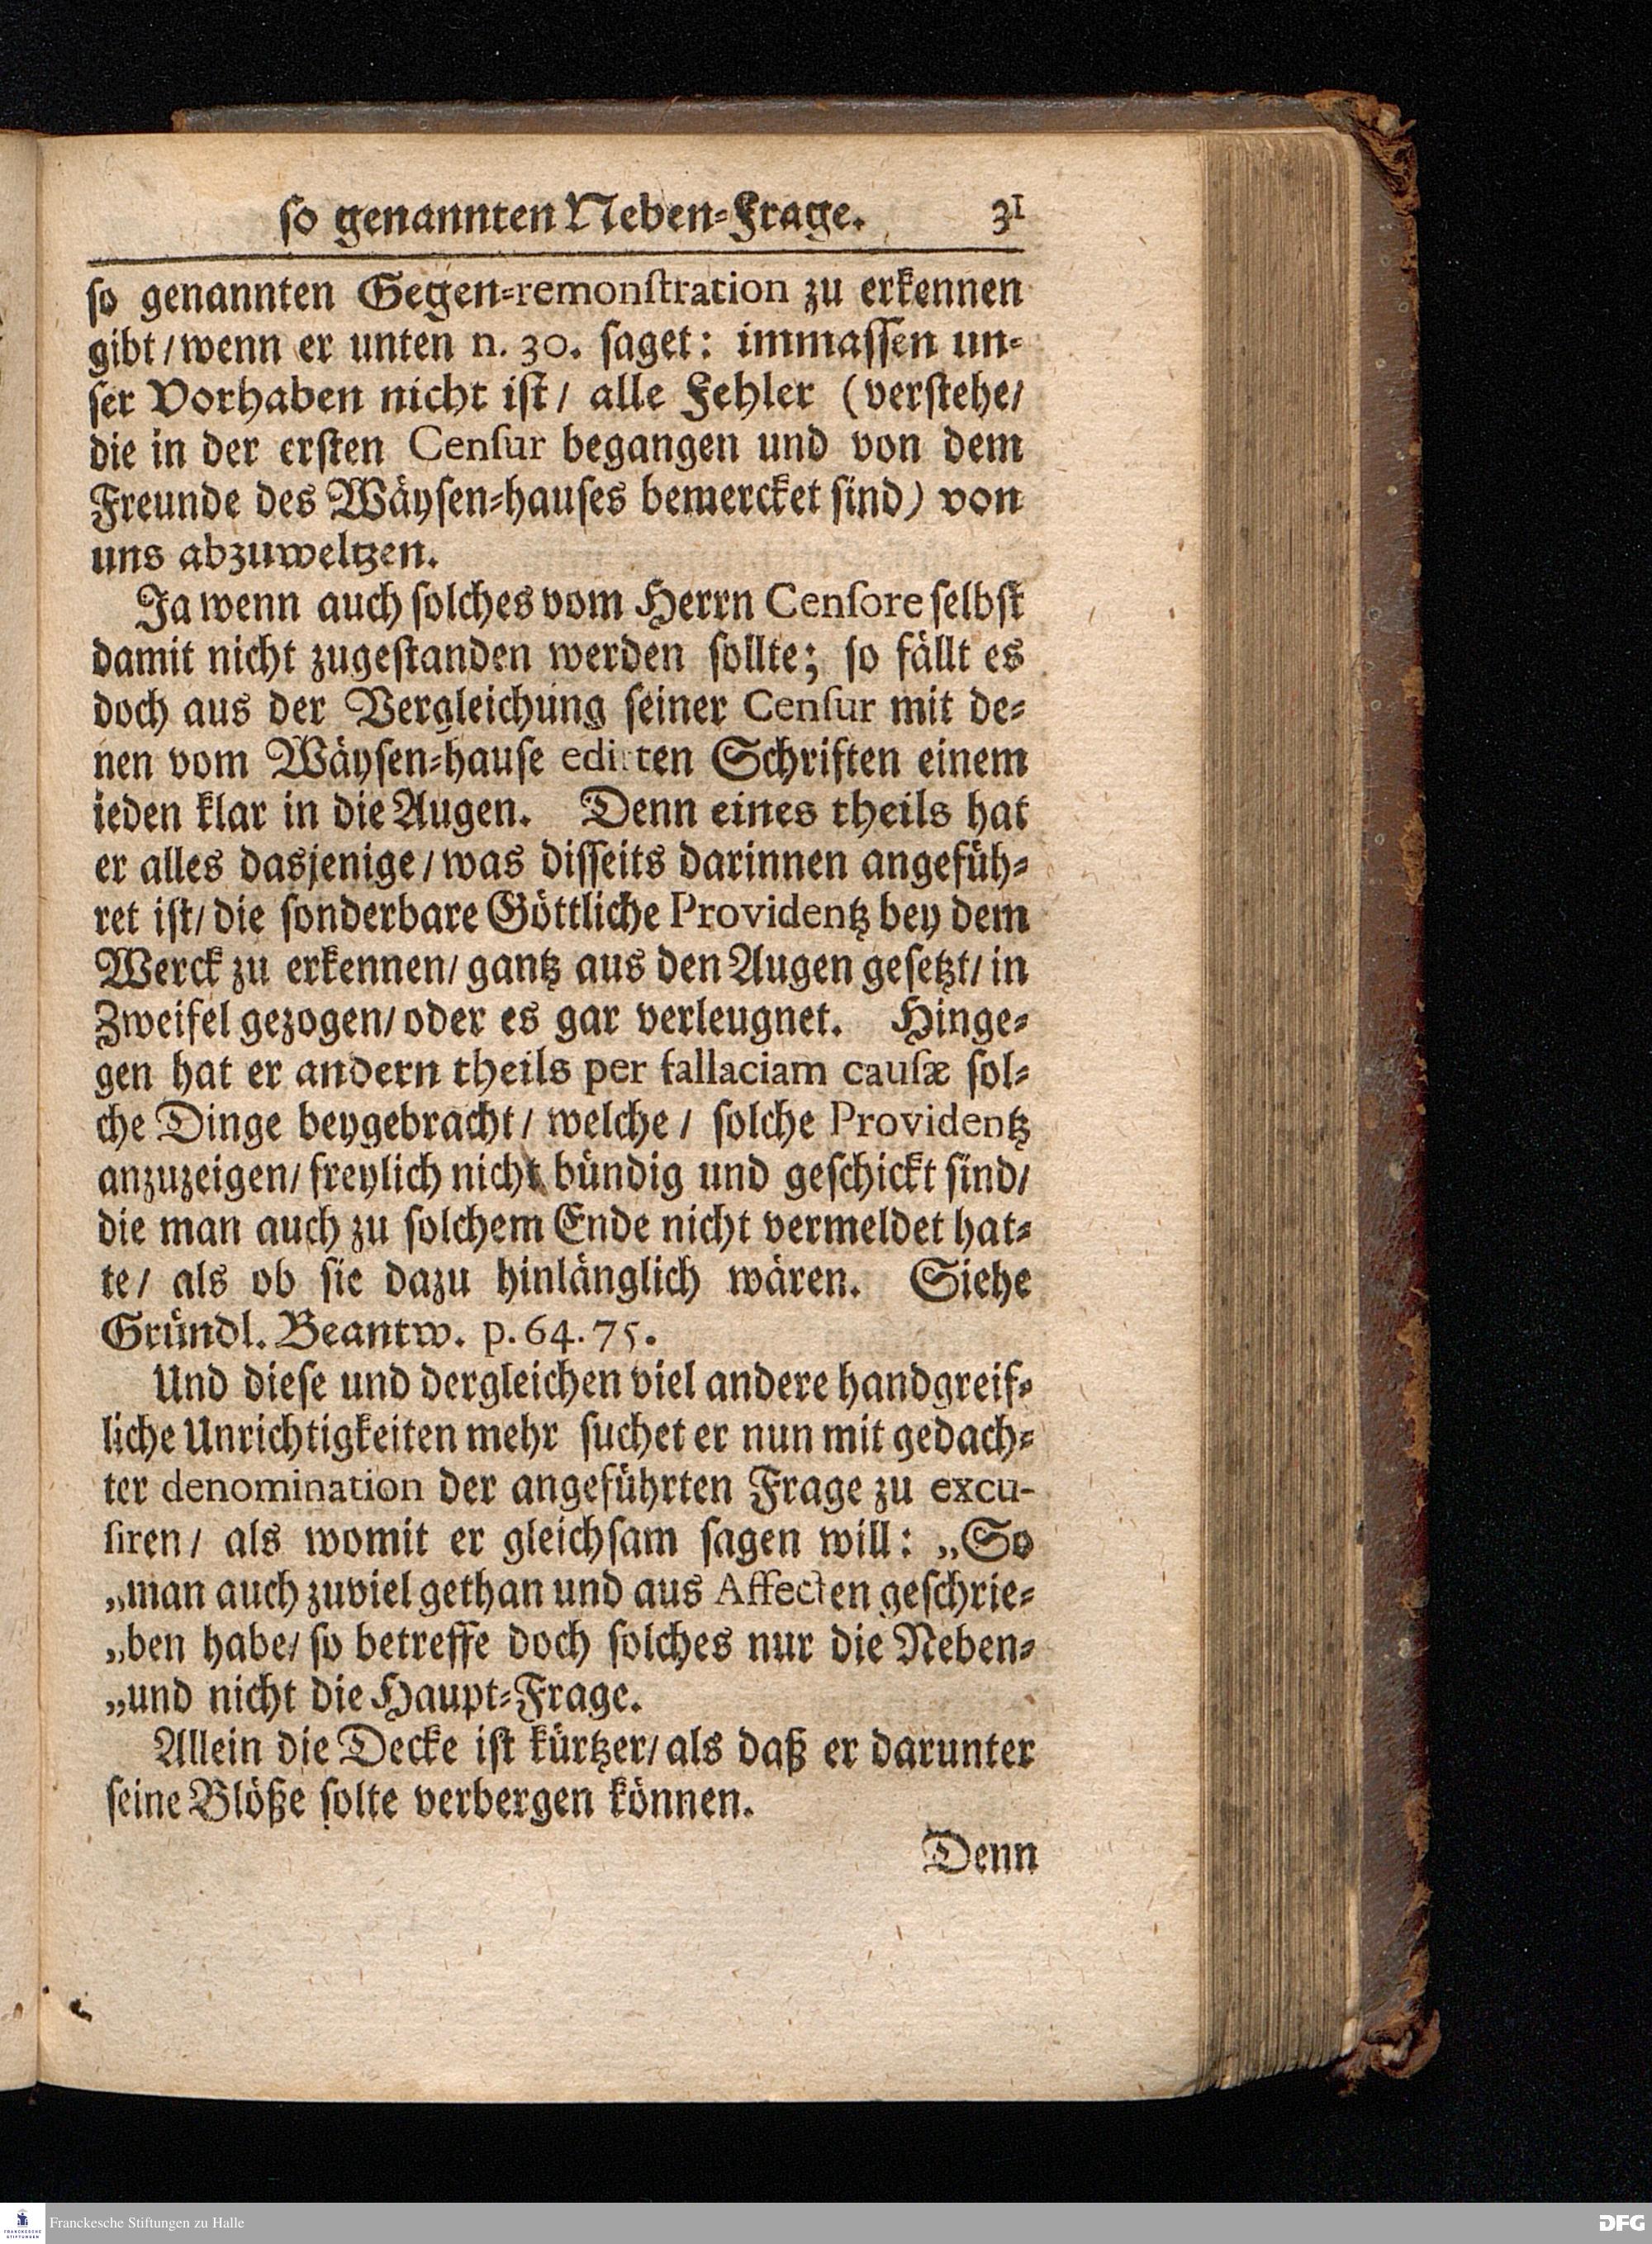 so genannten Neben-Frage. 31
so genannten Gegen-remonstration zu erkennen
gibt/wenn er unten n. 30. saget: immassen un-
ser Vorhaben nicht ist/ alle Fehler (verstehe/
die in der ersten Censur begangen und von dem
Freunde des Wäysen-hauses bemercket sind) von
uns abzuweltzen.
Ja wenn auch solches vom Herrn Censore selbst
damit nicht zugestanden werden sollte; so fällt es
doch aus der Vergleichung seiner Censur mit de-
nen vom Wäysen-hause edirten Schriften einem
ieden klar in die Augen. Denn eines theils hat
er alles dasjenige/was disseits darinnen angefüh-
ret ist/die sonderbare Göttliche Providentz bey dem
Werck zu erkennen/gantz aus den Augen gesetzt/in
Zweifel gezogen/oder es gar verleugnet. Hinge-
gen hat er andern theils per fallaciam causæ sol-
che Dinge beygebracht/ welche/ solche Providentz
anzuzeigen/freylich nicht bündig und geschickt sind/
die man auch zu solchem Ende nicht vermeldet hat-
te/ als ob sie dazu hinlänglich wären. Siehe
Gründl. Beantw. p. 64. 75.
Und diese und dergleichen viel andere handgreif-
liche Unrichtigkeiten mehr suchet er nun mit gedach-
ter denomination der angeführten Frage zu excu-
siren/ als womit er gleichsam sagen will: „So
„man auch zuviel gethan und aus Affecten geschrie-
„ben habe/ so betreffe doch solches nur die Neben-
„und nicht die Haupt-Frage.
Allein die Decke ist kürtzer/als daß er darunter
seine Blöße solte verbergen können.
Denn
FRANCKESCHE
STIFTUNGEN
Franckesche Stiftungen zu Halle
DFG